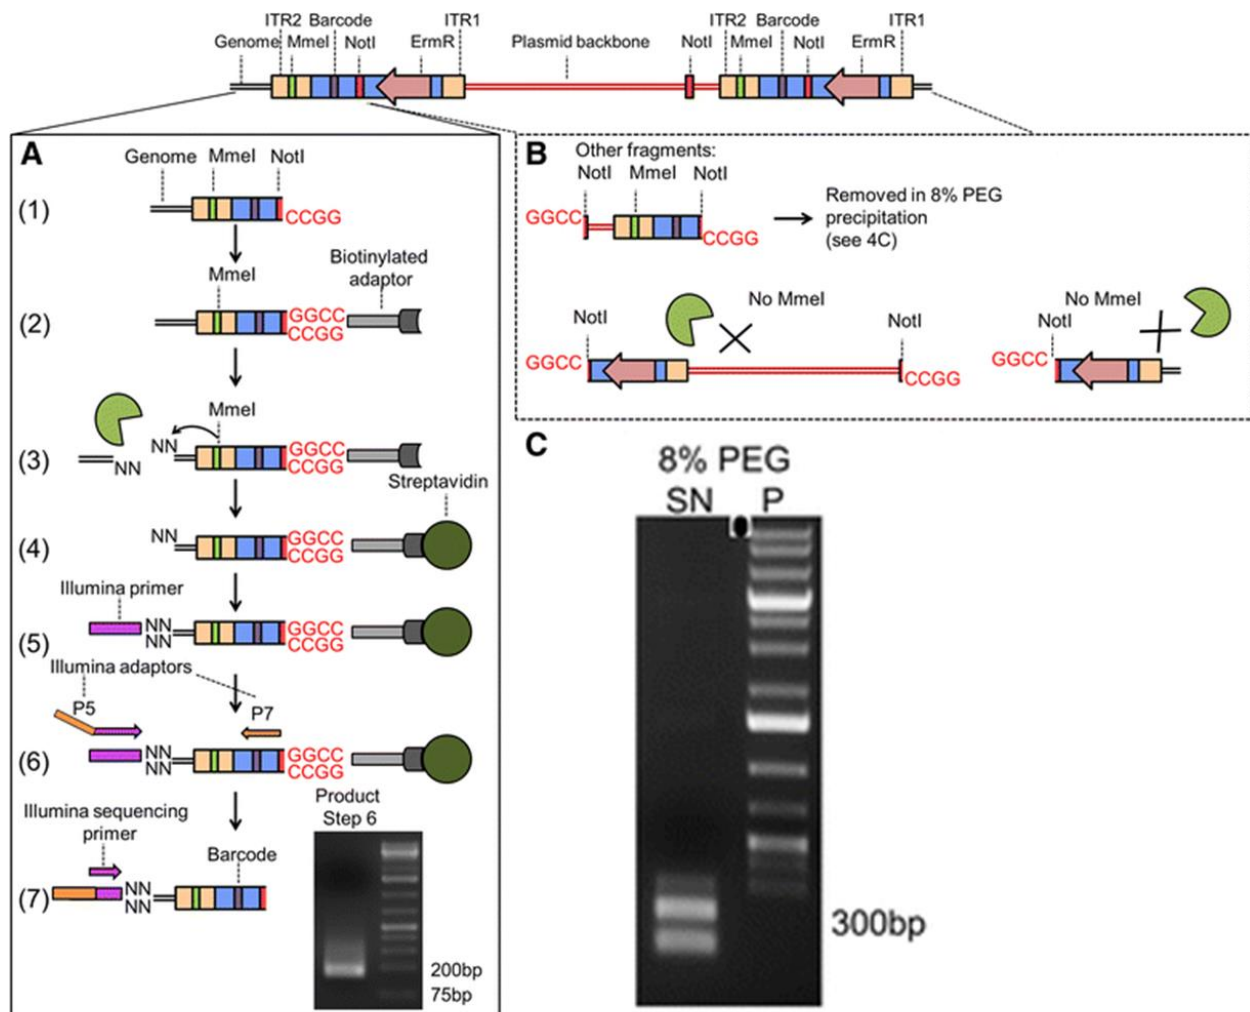 ITR2 Barcode ITR1
Genome MmeI NotI ErmR Plasmid backbone NotI
ITR2 Barcode ITR1
MmeI NotI ErmR
A
Genome MmeI NotI
(1)
CCGG
MmeI
Biotinylated
adaptor
(2)
GGCC
CCGG
MmeI
(3)
NN
NN
GGCC
CCGG
Streptavidin
(4)
NN
GGCC
CCGG
Illumina primer
(5)
NN
NN
GGCC
CCGG
Illumina adaptors
P5
P7
(6)
NN
NN
GGCC
CCGG
Illumina sequencing
primer
Barcode
(7)
NN
NN
Product
Step 6
200bp
75bp
B
Other fragments:
NotI MmeI NotI
GGCC
CCGG
Removed in 8% PEG
precipitation
(see 4C)
No MmeI
NotI
NotI
GGCC
CCGG
No MmeI
NotI
GGCC
C
8% PEG
SN P
300bp